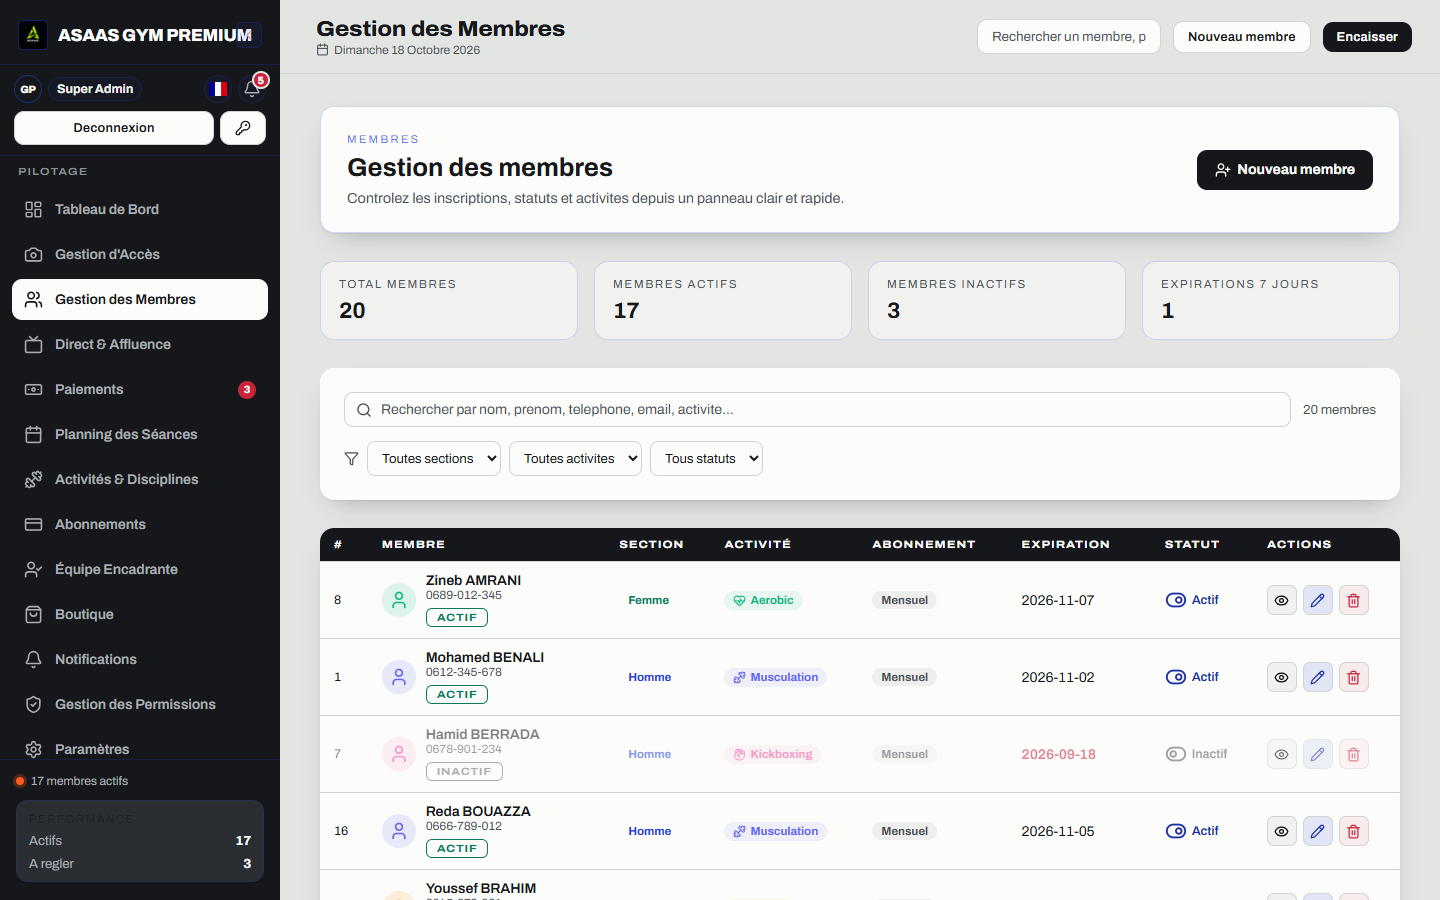 ASAAS GYM PREMIUM
GP
Super Admin
5
Deconnexion
PILOTAGE
Tableau de Bord
Gestion d'Accès
Gestion des Membres
Direct & Affluence
Paiements
3
Planning des Séances
Activités & Disciplines
Abonnements
Équipe Encadrante
Boutique
Notifications
Gestion des Permissions
Paramètres
17 membres actifs
PERFORMANCE
Actifs 17
A regler 3
Gestion des Membres
Dimanche 18 Octobre 2026
Rechercher un membre, p
Nouveau membre
Encaisser
MEMBRES
Gestion des membres
Controlez les inscriptions, statuts et activites depuis un panneau clair et rapide.
Nouveau membre
TOTAL MEMBRES
20
MEMBRES ACTIFS
17
MEMBRES INACTIFS
3
EXPIRATIONS 7 JOURS
1
Rechercher par nom, prenom, telephone, email, activite...
20 membres
Toutes sections
Toutes activites
Tous statuts
# MEMBRE SECTION ACTIVITÉ ABONNEMENT EXPIRATION STATUT ACTIONS
8 Zineb AMRANI
0689-012-345
ACTIF
Femme Aerobic Mensuel 2026-11-07 Actif
1 Mohamed BENALI
0612-345-678
ACTIF
Homme Musculation Mensuel 2026-11-02 Actif
7 Hamid BERRADA
0678-901-234
INACTIF
Homme Kickboxing Mensuel 2026-09-18 Inactif
16 Reda BOUAZZA
0666-789-012
ACTIF
Homme Musculation Mensuel 2026-11-05 Actif
Youssef BRAHIM